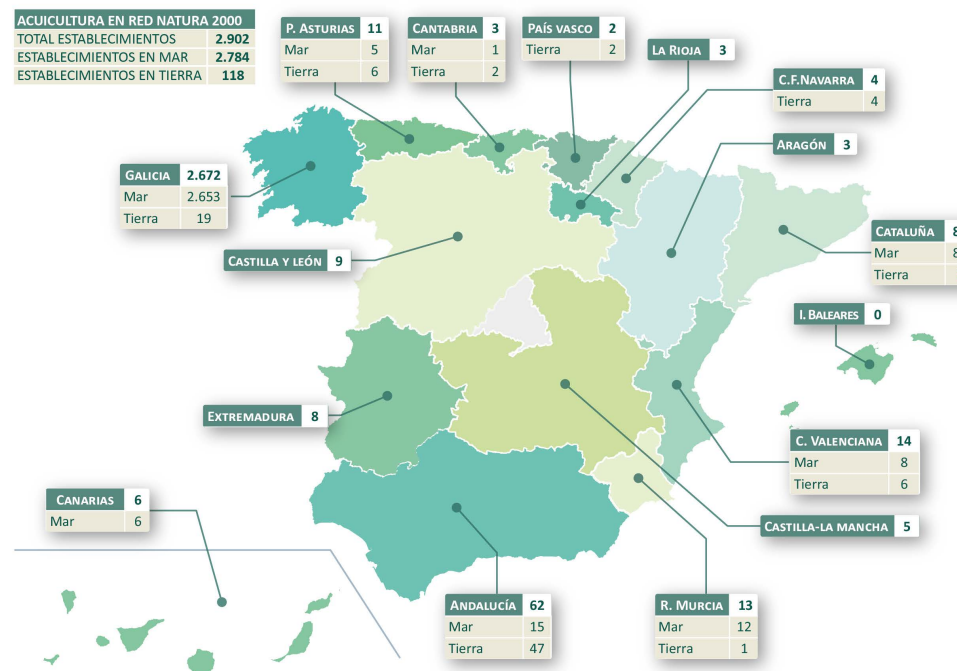 ACUICULTURA EN RED NATURA 2000
TOTAL ESTABLECIMIENTOS 2.902
ESTABLECIMIENTOS EN MAR 2.784
ESTABLECIMIENTOS EN TIERRA 118
P. ASTURIAS 11
Mar 5
Tierra 6
CANTABRIA 3
Mar 1
Tierra 2
PAÍS VASCO 2
Tierra 2
LA RIOJA 3
C.F.NAVARRA 4
Tierra 4
ARAGÓN 3
GALICIA 2.672
Mar 2.653
Tierra 19
CATALUÑA
Mar
Tierra
CASTILLA Y LEÓN 9
I. BALEARES 0
EXTREMADURA 8
C. VALENCIANA 14
Mar 8
Tierra 6
CANARIAS 6
Mar 6
CASTILLA-LA MANCHA 5
ANDALUCÍA 62
Mar 15
Tierra 47
R. MURCIA 13
Mar 12
Tierra 1